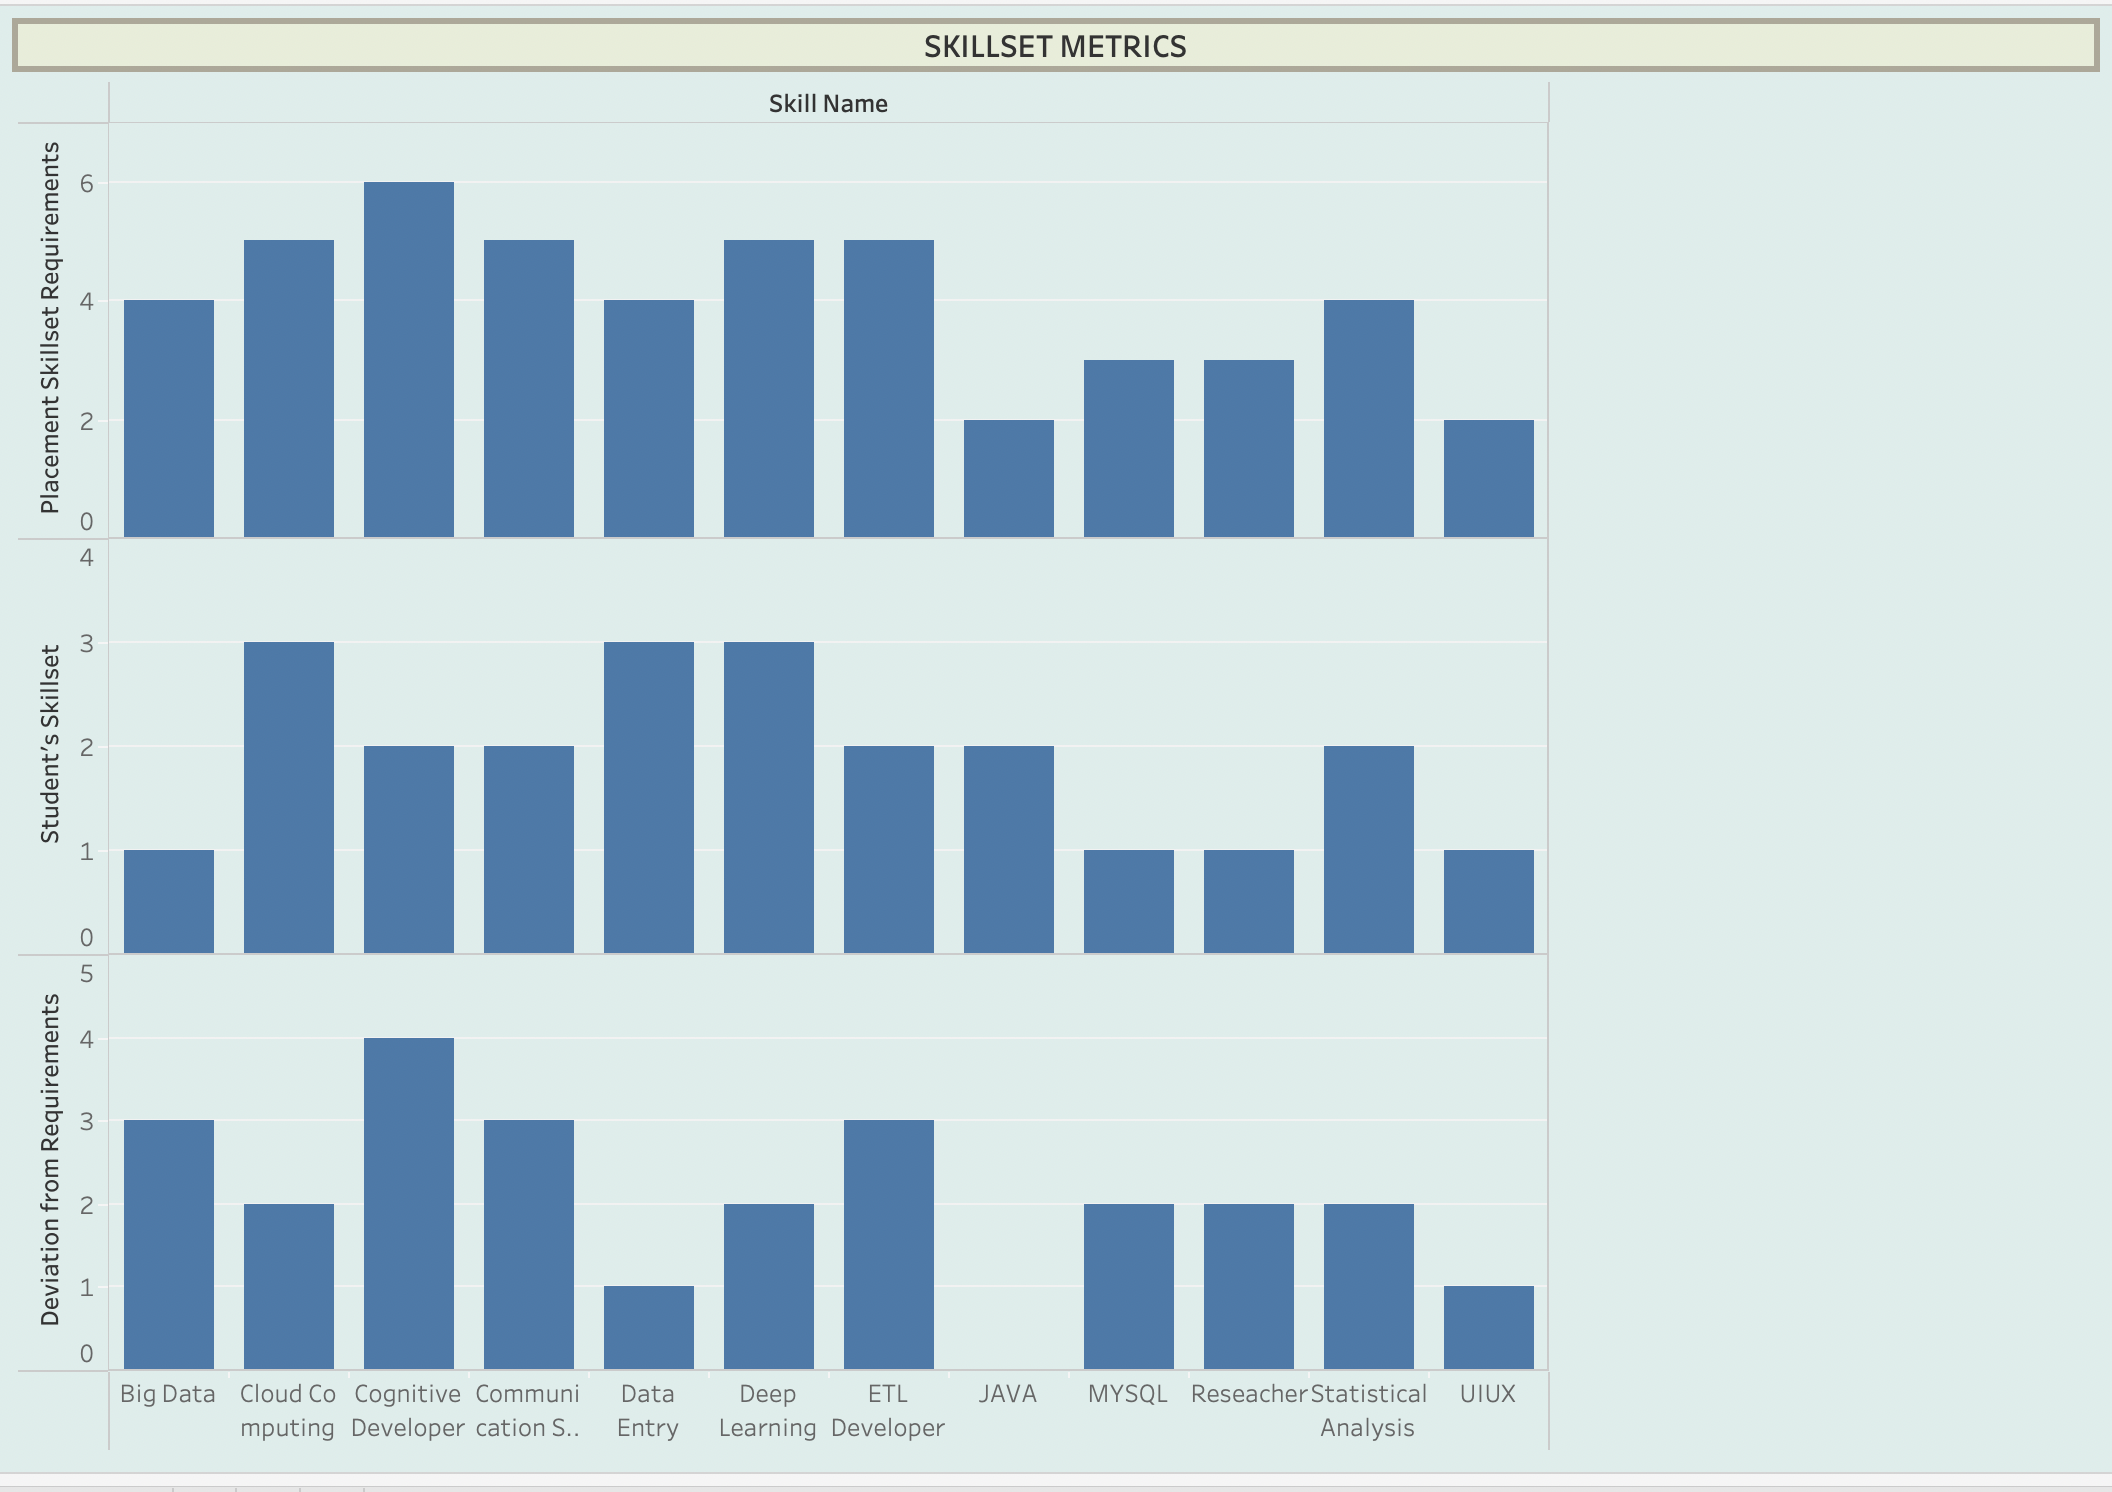 SKILLSET METRICS
Skill Name
Placement Skillset Requirements
6
4
2
0
Student's Skillset
4
3
2
1
0
Deviation from Requirements
5
4
3
2
1
0
Big Data
Cloud Co
mputing
Cognitive
Developer
Communi
cation S..
Data
Entry
Deep
Learning
ETL
Developer
JAVA
MYSQL
Reseacher
Statistical
Analysis
UIUX